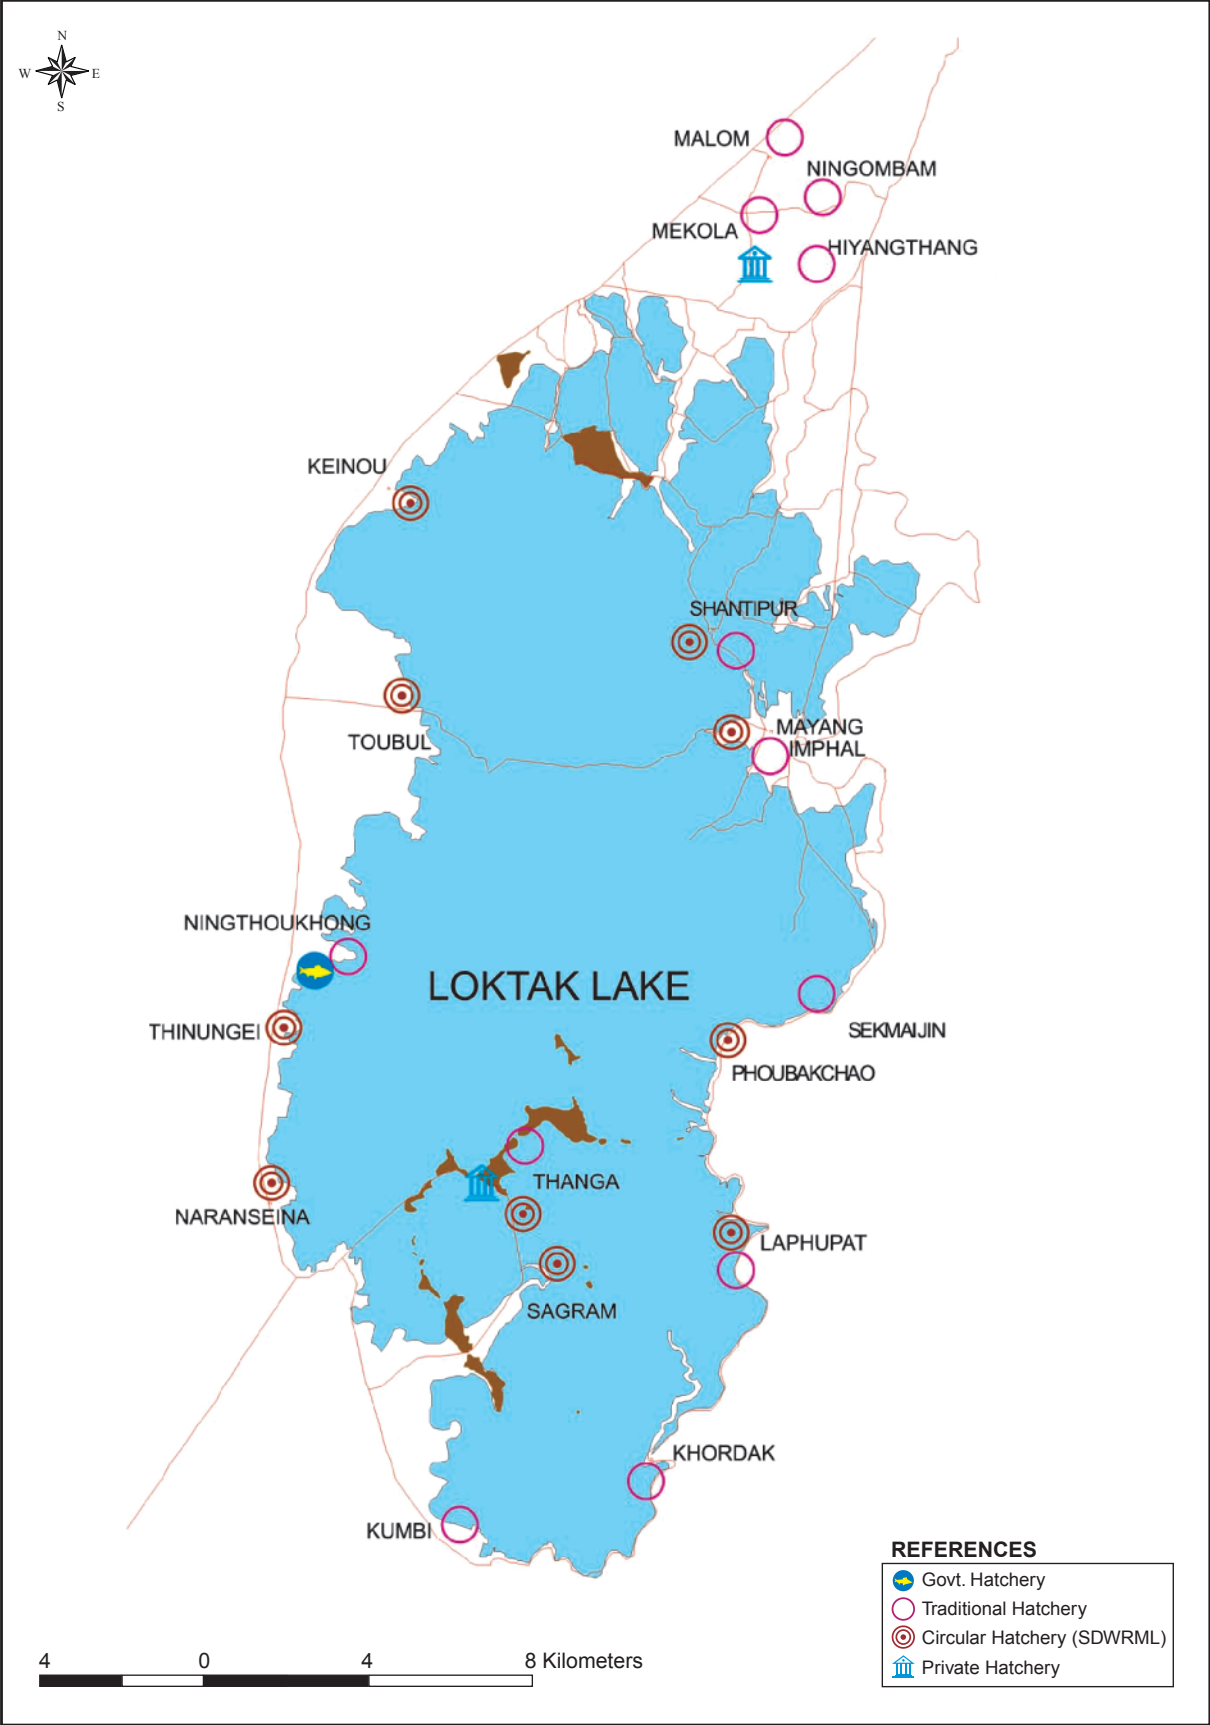 N
W E
S
MALOM
NINGOMBAM
MEKOLA
HIYANGTHANG
KEINOU
SHANTIPUR
TOUBUL
MAYANG
IMPHAL
NINGTHOUKHONG
LOKTAK LAKE
THINUNGEI
SEKMAIJIN
PHOUBAKCHAO
THANGA
NARANSEINA
LAPHUPAT
SAGRAM
KHORDAK
KUMBI
REFERENCES
Govt. Hatchery
Traditional Hatchery
Circular Hatchery (SDWRML)
Private Hatchery
4 0 4 8 Kilometers